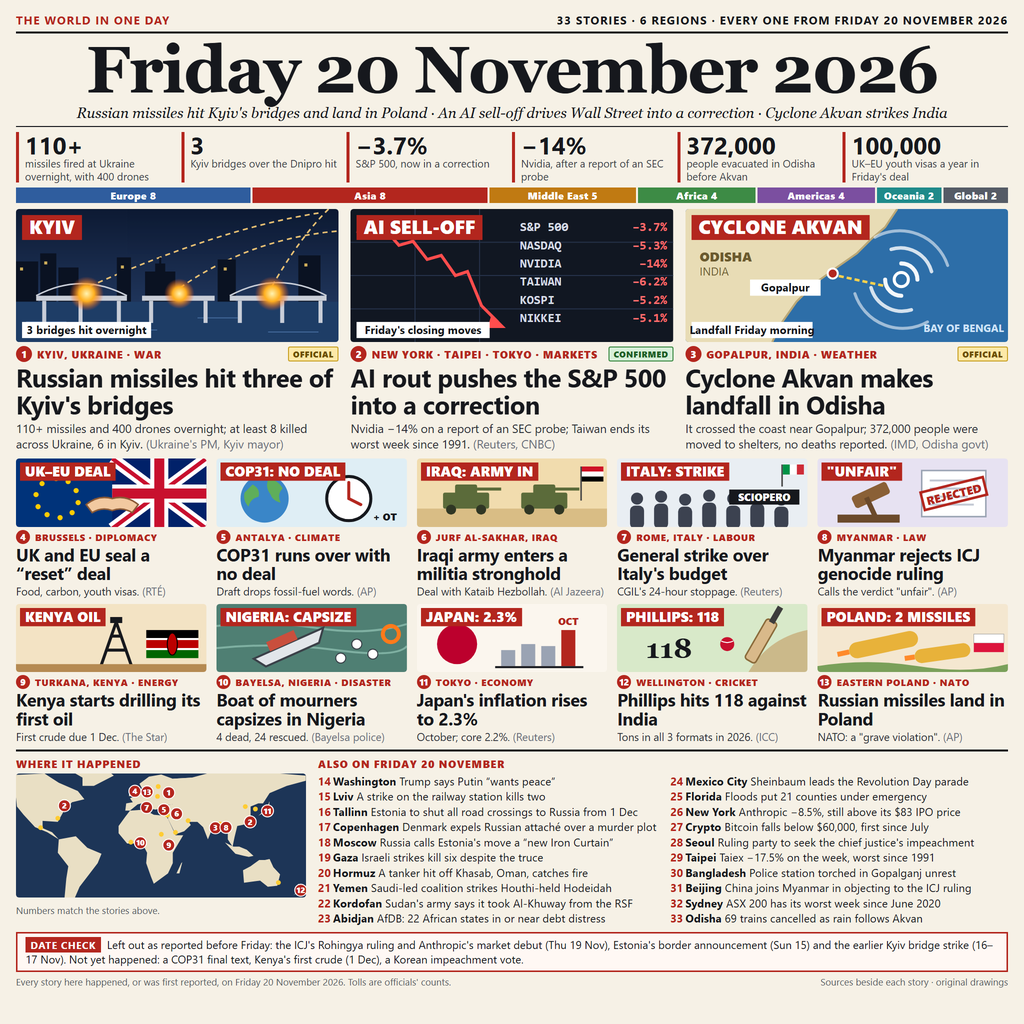 THE WORLD IN ONE DAY
33 STORIES · 6 REGIONS · EVERY ONE FROM FRIDAY 20 NOVEMBER 2026
Friday 20 November 2026
Russian missiles hit Kyiv's bridges and land in Poland · An AI sell-off drives Wall Street into a correction · Cyclone Akvan strikes India
110+
missiles fired at Ukraine
overnight, with 400 drones
3
Kyiv bridges over the Dnipro hit
−3.7%
S&P 500, now in a correction
−14%
Nvidia, after a report of an SEC
probe
372,000
people evacuated in Odisha
before Akvan
100,000
UK–EU youth visas a year in
Friday's deal
Europe 8
Asia 8
Middle East 5
Africa 4
Americas 4
Oceania 2
Global 2
KYIV
3 bridges hit overnight
AI SELL-OFF
S&P 500 −3.7%
NASDAQ −5.3%
NVIDIA −14%
TAIWAN −6.2%
KOSPI −5.2%
NIKKEI −5.1%
Friday's closing moves
CYCLONE AKVAN
ODISHA
INDIA
Gopalpur
Landfall Friday morning
BAY OF BENGAL
1 KYIV, UKRAINE · WAR
OFFICIAL
Russian missiles hit three of
Kyiv's bridges
110+ missiles and 400 drones overnight; at least 8 killed
across Ukraine, 6 in Kyiv. (Ukraine's PM, Kyiv mayor)
2 NEW YORK · TAIPEI · TOKYO · MARKETS
CONFIRMED
AI rout pushes the S&P 500
into a correction
Nvidia −14% on a report of an SEC probe; Taiwan ends its
worst week since 1991. (Reuters, CNBC)
3 GOPALPUR, INDIA · WEATHER
OFFICIAL
Cyclone Akvan makes
landfall in Odisha
It crossed the coast near Gopalpur; 372,000 people were
moved to shelters, no deaths reported. (IMD, Odisha govt)
UK–EU DEAL
4 BRUSSELS · DIPLOMACY
UK and EU seal a
“reset” deal
Food, carbon, youth visas. (RTÉ)
COP31: NO DEAL
+ OT
5 ANTALYA · CLIMATE
COP31 runs over with
no deal
Draft drops fossil-fuel words. (AP)
IRAQ: ARMY IN
6 JURF AL-SAKHAR, IRAQ
Iraqi army enters a
militia stronghold
Deal with Kataib Hezbollah. (Al Jazeera)
ITALY: STRIKE
SCIOPERO
7 ROME, ITALY · LABOUR
General strike over
Italy's budget
CGIL's 24-hour stoppage. (Reuters)
"UNFAIR"
REJECTED
8 MYANMAR · LAW
Myanmar rejects ICJ
genocide ruling
Calls the verdict "unfair". (AP)
KENYA OIL
9 TURKANA, KENYA · ENERGY
Kenya starts drilling its
first oil
First crude due 1 Dec. (The Star)
NIGERIA: CAPSIZE
10 BAYELSA, NIGERIA · DISASTER
Boat of mourners
capsizes in Nigeria
4 dead, 24 rescued. (Bayelsa police)
JAPAN: 2.3%
OCT
11 TOKYO · ECONOMY
Japan's inflation rises
to 2.3%
October; core 2.2%. (Reuters)
PHILLIPS: 118
118
12 WELLINGTON · CRICKET
Phillips hits 118 against
India
Tons in all 3 formats in 2026. (ICC)
POLAND: 2 MISSILES
13 EASTERN POLAND · NATO
Russian missiles land in
Poland
NATO: a "grave violation". (AP)
WHERE IT HAPPENED
2
4
13
1
7
5
6
11
2
3
8
10
9
12
Numbers match the stories above.
ALSO ON FRIDAY 20 NOVEMBER
14 Washington Trump says Putin “wants peace”
15 Lviv A strike on the railway station kills two
16 Tallinn Estonia to shut all road crossings to Russia from 1 Dec
17 Copenhagen Denmark expels Russian attaché over a murder plot
18 Moscow Russia calls Estonia's move a “new Iron Curtain”
19 Gaza Israeli strikes kill six despite the truce
20 Hormuz A tanker hit off Khasab, Oman, catches fire
21 Yemen Saudi-led coalition strikes Houthi-held Hodeidah
22 Kordofan Sudan's army says it took Al-Khuway from the RSF
23 Abidjan AfDB: 22 African states in or near debt distress
24 Mexico City Sheinbaum leads the Revolution Day parade
25 Florida Floods put 21 counties under emergency
26 New York Anthropic −8.5%, still above its $83 IPO price
27 Crypto Bitcoin falls below $60,000, first since July
28 Seoul Ruling party to seek the chief justice's impeachment
29 Taipei Taiex −17.5% on the week, worst since 1991
30 Bangladesh Police station torched in Gopalganj unrest
31 Beijing China joins Myanmar in objecting to the ICJ ruling
32 Sydney ASX 200 has its worst week since June 2020
33 Odisha 69 trains cancelled as rain follows Akvan
DATE CHECK Left out as reported before Friday: the ICJ's Rohingya ruling and Anthropic's market debut (Thu 19 Nov), Estonia's border announcement (Sun 15) and the earlier Kyiv bridge strike (16–
17 Nov). Not yet happened: a COP31 final text, Kenya's first crude (1 Dec), a Korean impeachment vote.
Every story here happened, or was first reported, on Friday 20 November 2026. Tolls are officials' counts.
Sources beside each story · original drawings